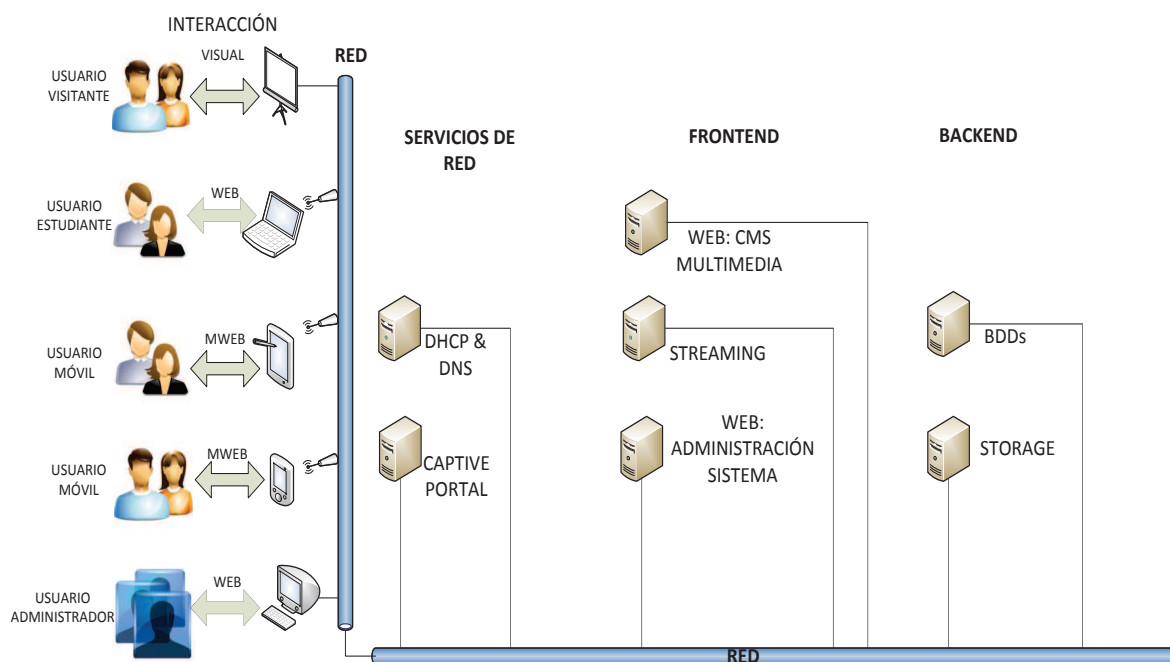 INTERACCIÓN
VISUAL
RED
USUARIO
VISITANTE
SERVICIOS DE
RED
FRONTEND
BACKEND
WEB
USUARIO
ESTUDIANTE
WEB: CMS
MULTIMEDIA
MWEB
USUARIO
MÓVIL
DHCP &
DNS
STREAMING
BDDs
MWEB
USUARIO
MÓVIL
CAPTIVE
PORTAL
WEB:
ADMINISTRACIÓN
SISTEMA
STORAGE
WEB
USUARIO
ADMINISTRADOR
RED